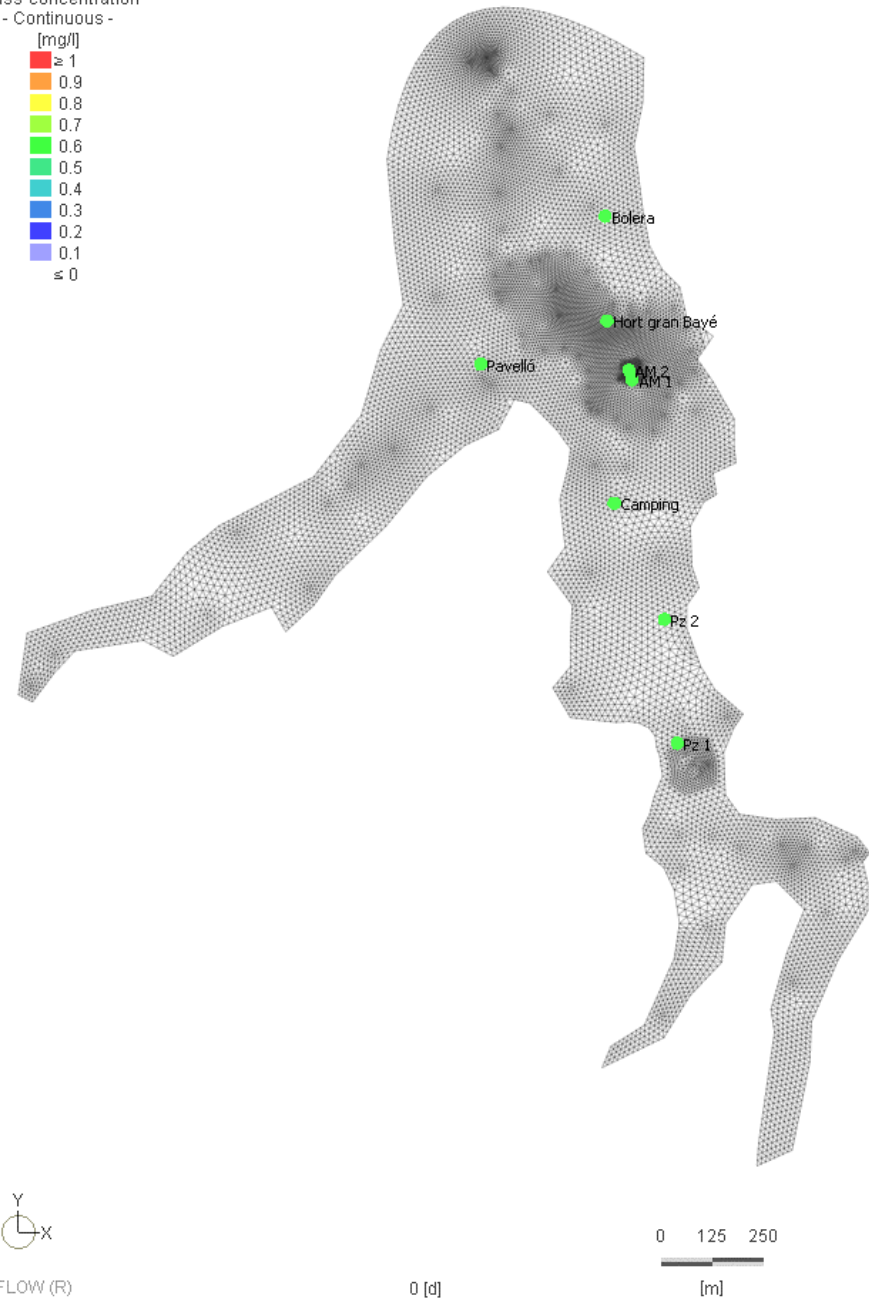 - Continuous -
[mg/l]
≥ 1
0.9
0.8
0.7
0.6
0.5
0.4
0.3
0.2
0.1
≤ 0
Bolera
Hort gran Bayé
Pavelló
AM 2
AM 1
Camping
Pz 2
Pz 1
Y
X
0 125 250
FLOW (R)
0 [d]
[m]